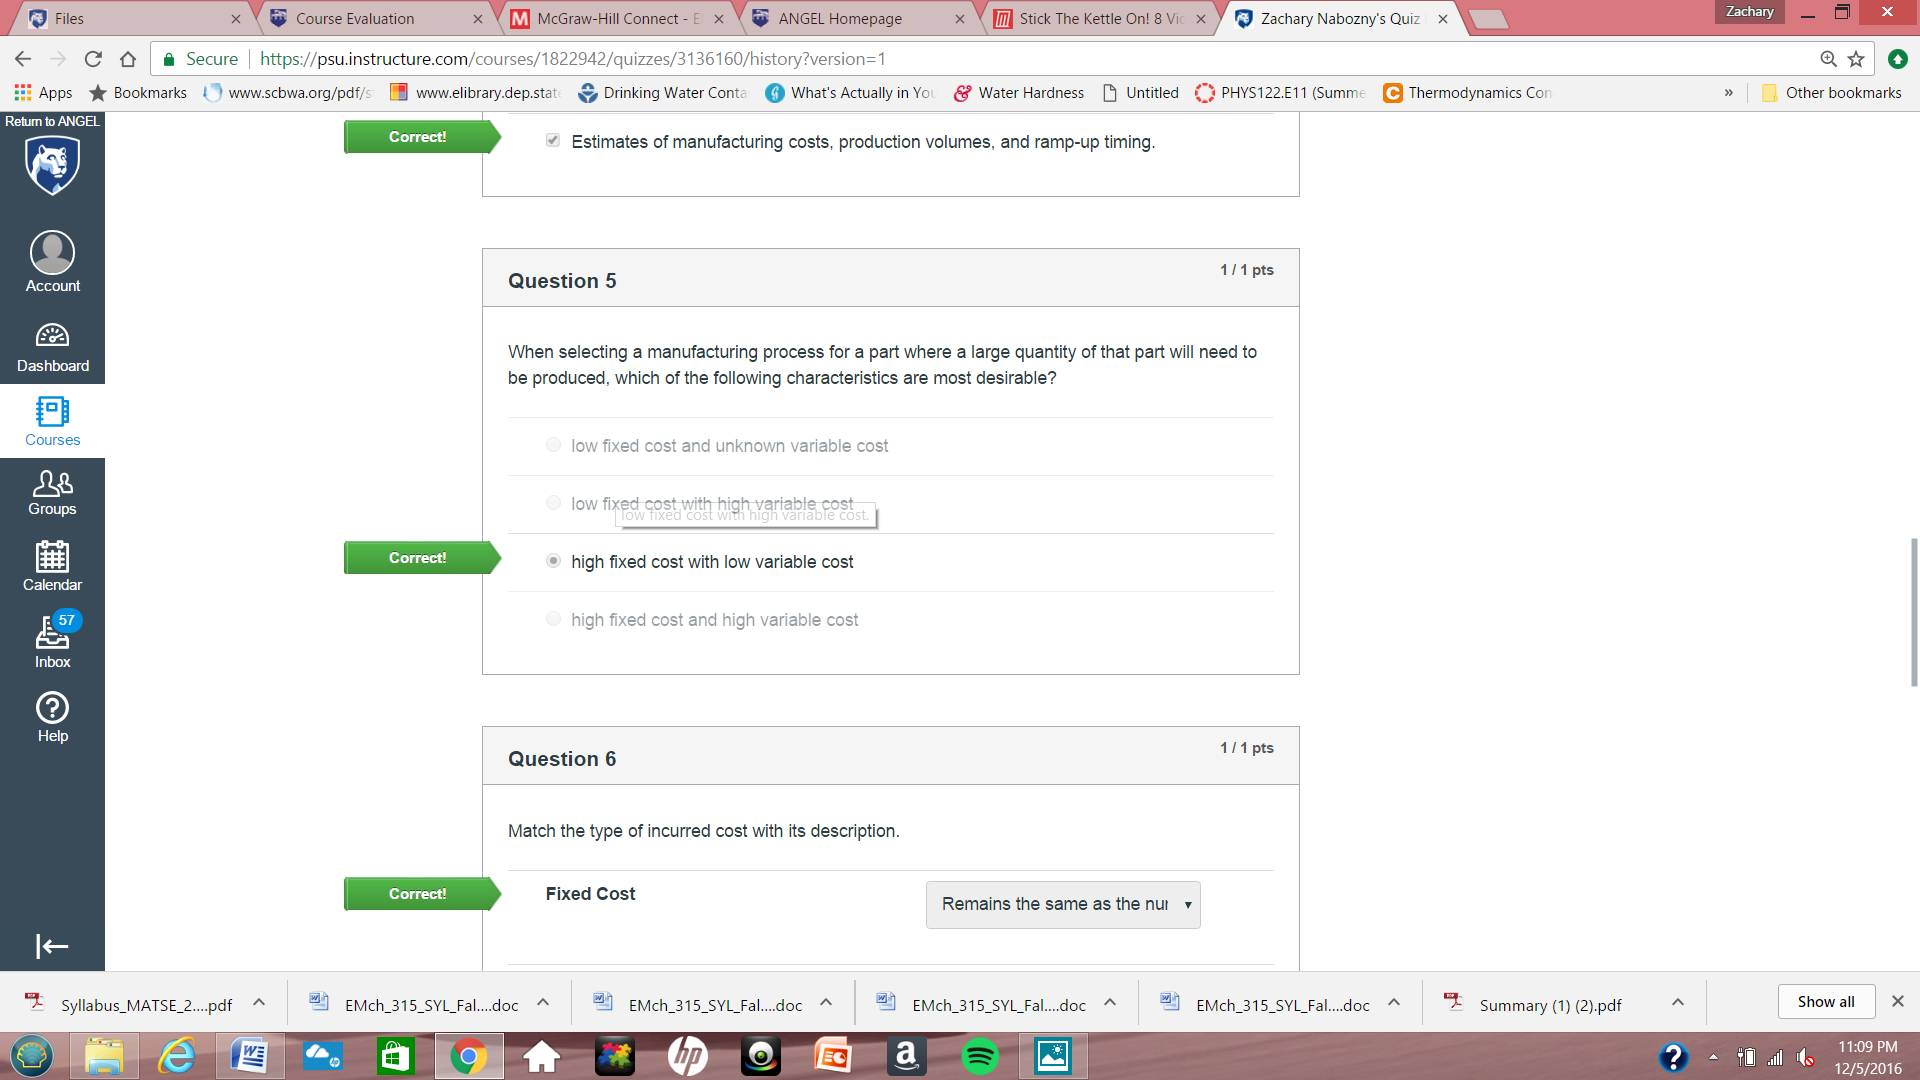 Files
Course Evaluation
McGraw-Hill Connect - E
ANGEL Homepage
Stick The Kettle On! 8 Vic
Zachary Nabozny's Quiz
Zachary
Secure
https://psu.instructure.com/courses/1822942/quizzes/3136160/history?version=1
Apps
Bookmarks
www.scbwa.org/pdf/s
www.elibrary.dep.stat
Drinking Water Conta
What's Actually in You
Water Hardness
Untitled
PHYS122.E11 (Summe
Thermodynamics Con
»
Other bookmarks
Return to ANGEL
Account
Dashboard
Courses
Groups
Calendar
57
Inbox
Help
Correct!
Estimates of manufacturing costs, production volumes, and ramp-up timing.
Question 5
1 / 1 pts
When selecting a manufacturing process for a part where a large quantity of that part will need to
be produced, which of the following characteristics are most desirable?
low fixed cost and unknown variable cost
low fixed cost with high variable cost
low fixed cost with high variable cost.
Correct!
high fixed cost with low variable cost
high fixed cost and high variable cost
Question 6
1 / 1 pts
Match the type of incurred cost with its description.
Correct!
Fixed Cost
Remains the same as the nur
Syllabus_MATSE_2....pdf
EMch_315_SYL_Fal....doc
EMch_315_SYL_Fal....doc
EMch_315_SYL_Fal....doc
EMch_315_SYL_Fal....doc
Summary (1) (2).pdf
Show all
11:09 PM
12/5/2016